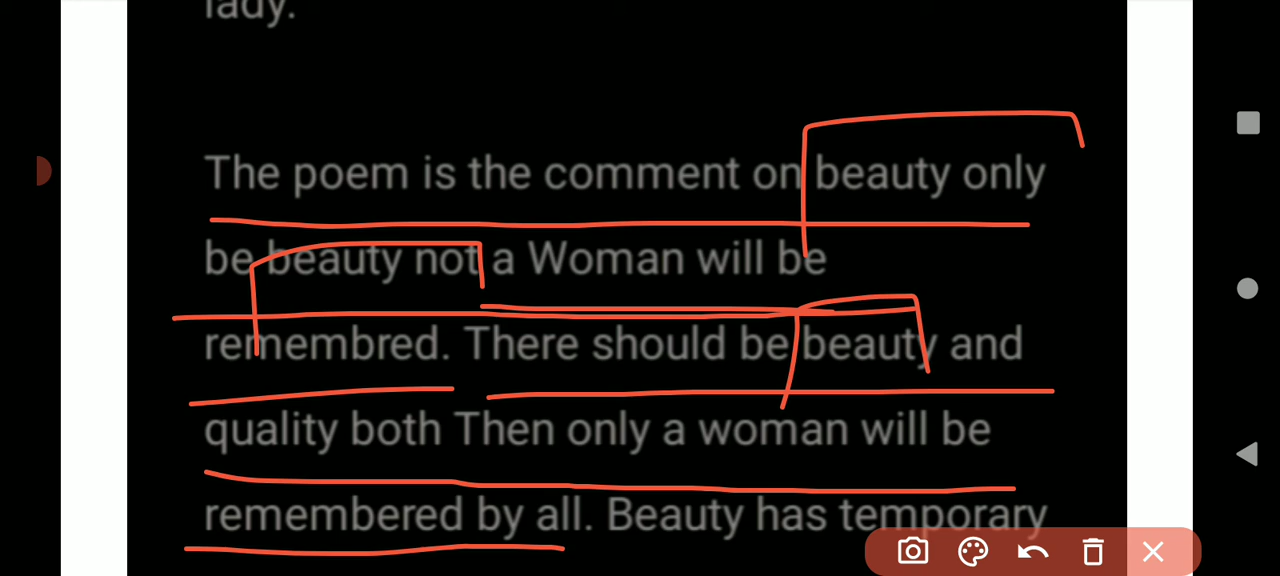 lady.
The poem is the comment on beauty only
be beauty not a Woman will be
remembred. There should be beauty and
quality both Then only a woman will be
remembered by all. Beauty has temporary